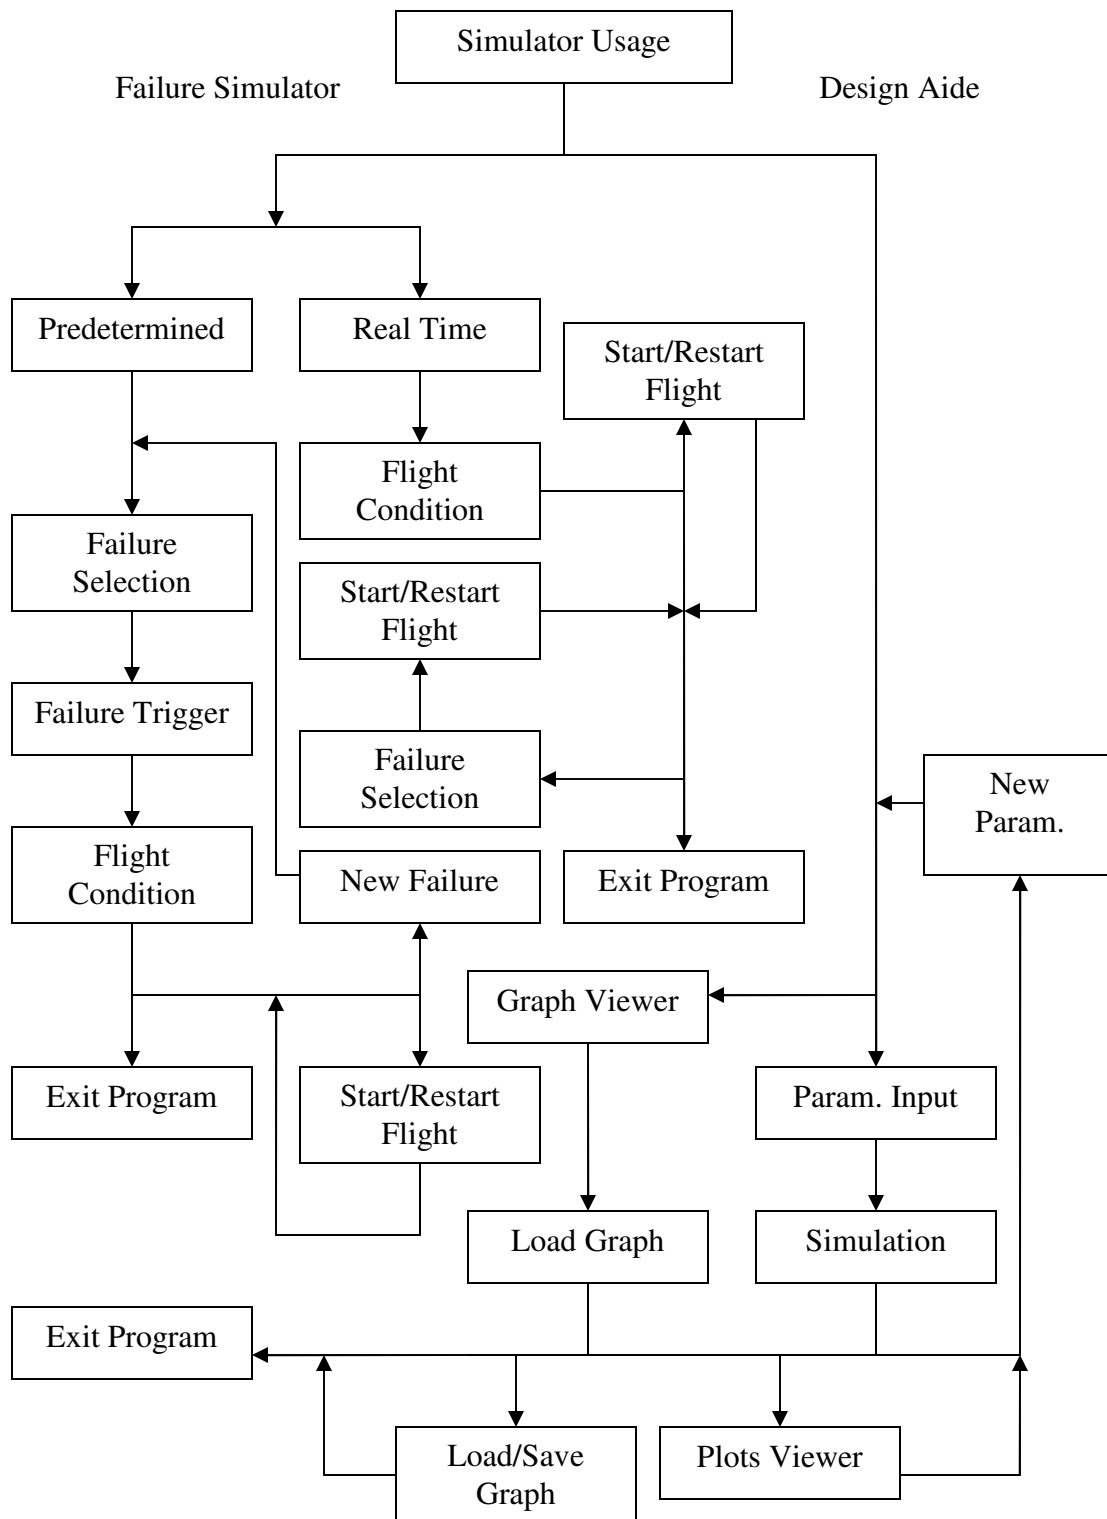 Simulator Usage
Failure Simulator
Design Aide
Predetermined
Real Time
Start/Restart
Flight
Flight
Condition
Failure
Selection
Start/Restart
Flight
Failure Trigger
Failure
Selection
New
Param.
Flight
Condition
New Failure
Exit Program
Graph Viewer
Exit Program
Start/Restart
Flight
Param. Input
Load Graph
Simulation
Exit Program
Load/Save
Graph
Plots Viewer